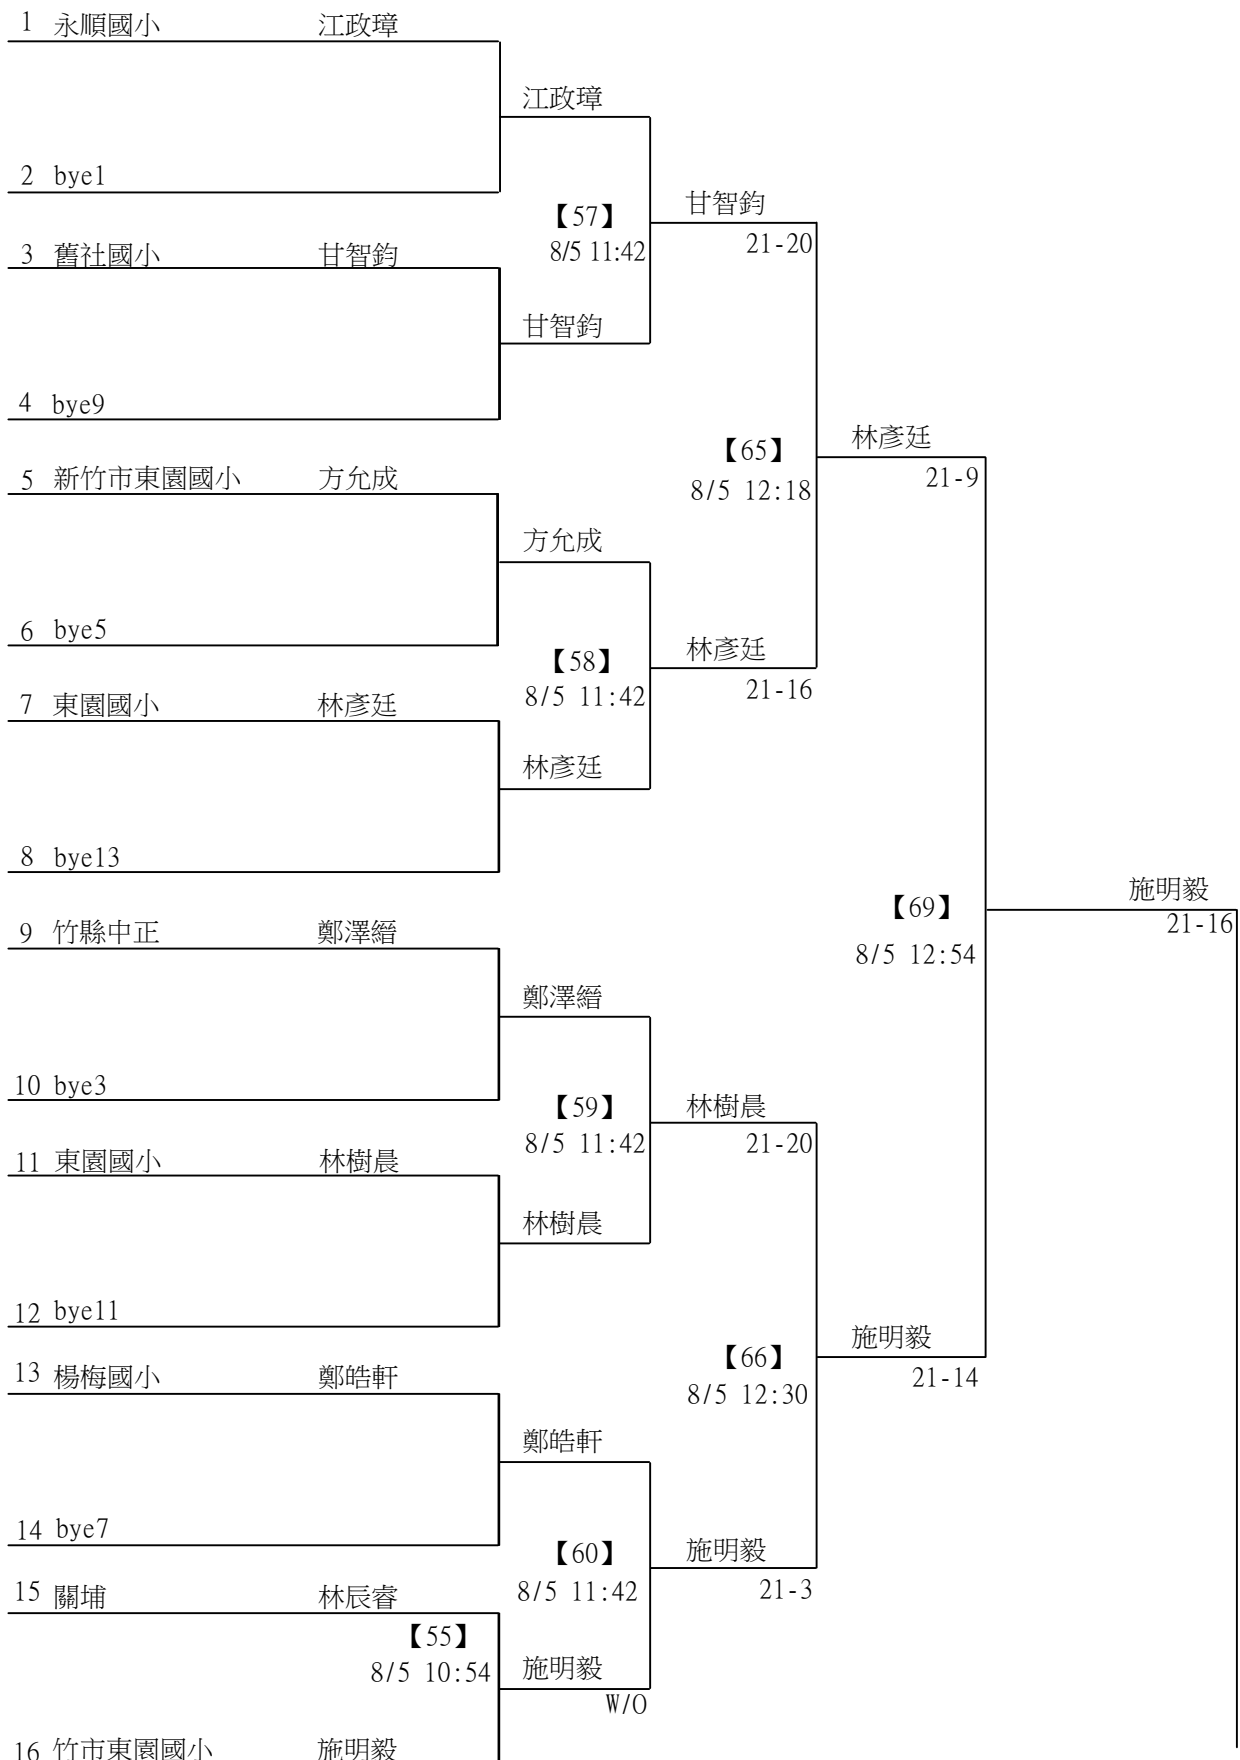 1 永順國小 江政璋
江政璋
2 bye1
【57】 甘智鈞
8/5 11:42 21-20
3 舊社國小 甘智鈞
甘智鈞
4 bye9
【65】 林彥廷
8/5 12:18 21-9
5 新竹市東園國小 方允成
方允成
6 bye5
【58】 林彥廷
8/5 11:42 21-16
7 東園國小 林彥廷
林彥廷
8 bye13
【69】 施明毅
8/5 12:54 21-16
9 竹縣中正 鄭澤縉
鄭澤縉
10 bye3
【59】 林樹晨
8/5 11:42 21-20
11 東園國小 林樹晨
林樹晨
12 bye11
【66】 施明毅
8/5 12:30 21-14
13 楊梅國小 鄭皓軒
鄭皓軒
14 bye7
【60】 施明毅
8/5 11:42 21-3
15 關埔 林辰睿
【55】
8/5 10:54 施明毅
W/O
16 竹市東園國小 施明毅